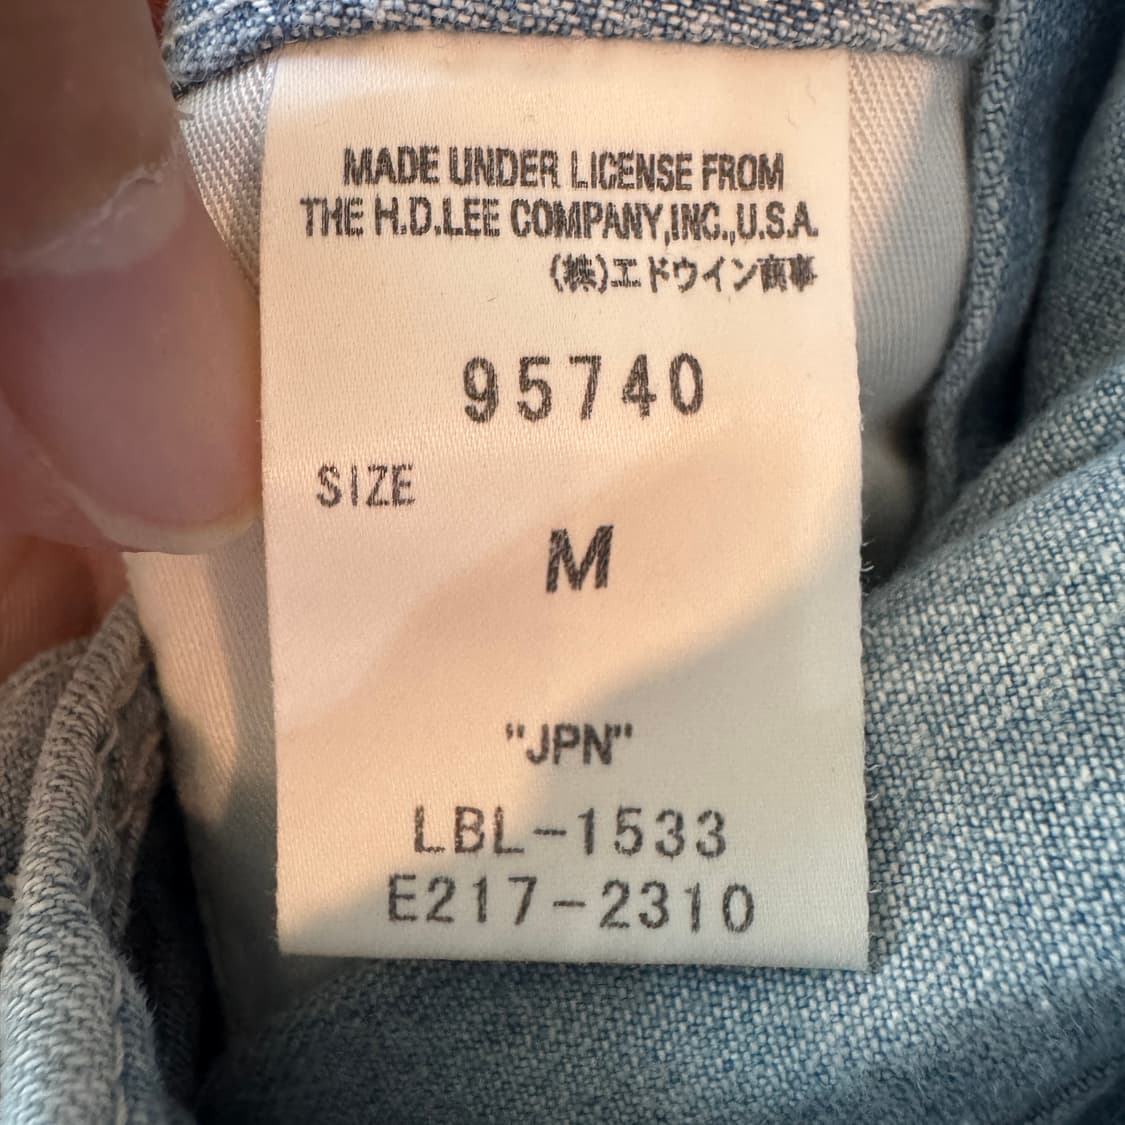 MADE UNDER LICENSE FROM
THE H.D.LEE COMPANY,INC.,U.S.A.
(株)エドウイン商事
95740
SIZE
M
"JPN"
LBL-1533
E217-2310